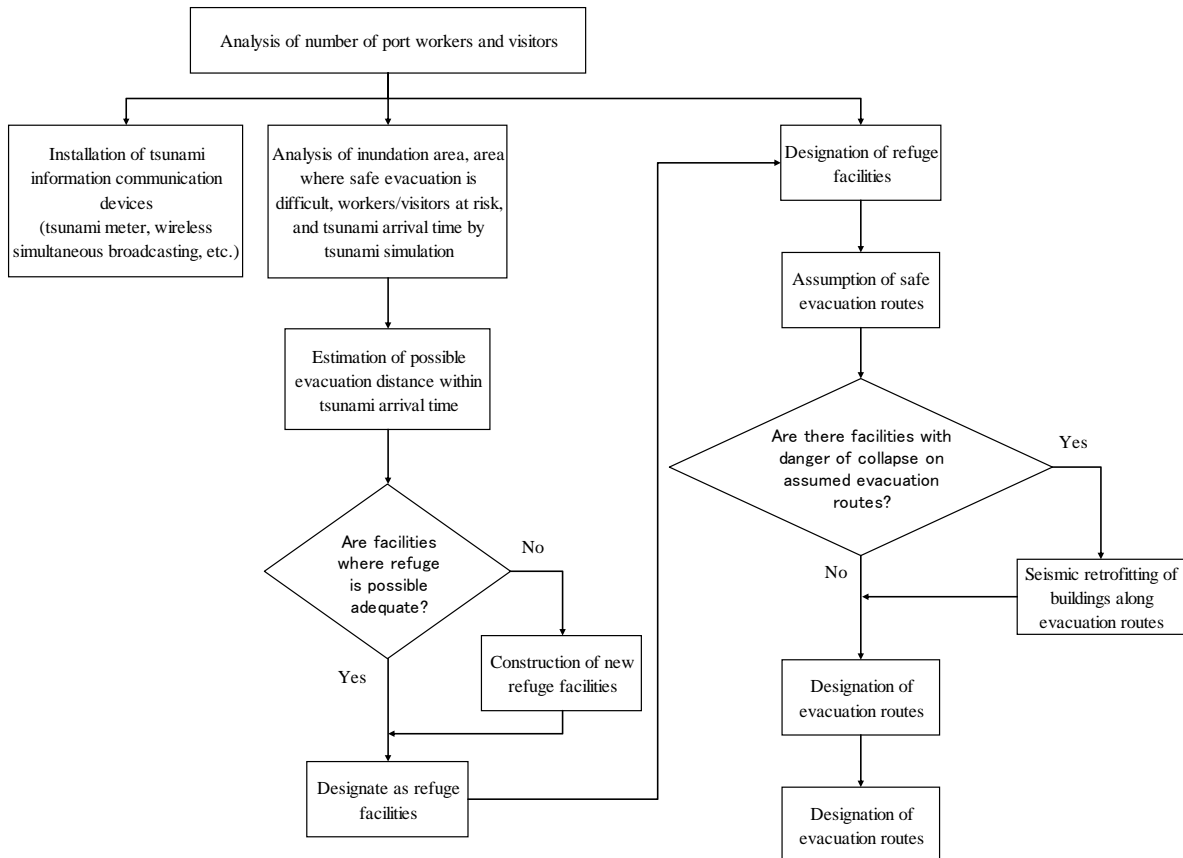 Analysis of number of port workers and visitors
Installation of tsunami
information communication
devices
(tsunami meter, wireless
simultaneous broadcasting, etc.)
Analysis of inundation area, area
where safe evacuation is
difficult, workers/visitors at risk,
and tsunami arrival time by
tsunami simulation
Estimation of possible
evacuation distance within
tsunami arrival time
Are facilities
where refuge
is possible
adequate?
No
Construction of new
refuge facilities
Yes
Designate as refuge
facilities
Designation of refuge
facilities
Assumption of safe
evacuation routes
Are there facilities with
danger of collapse on
assumed evacuation
routes?
Yes
Seismic retrofitting of
buildings along
evacuation routes
No
Designation of
evacuation routes
Designation of
evacuation routes